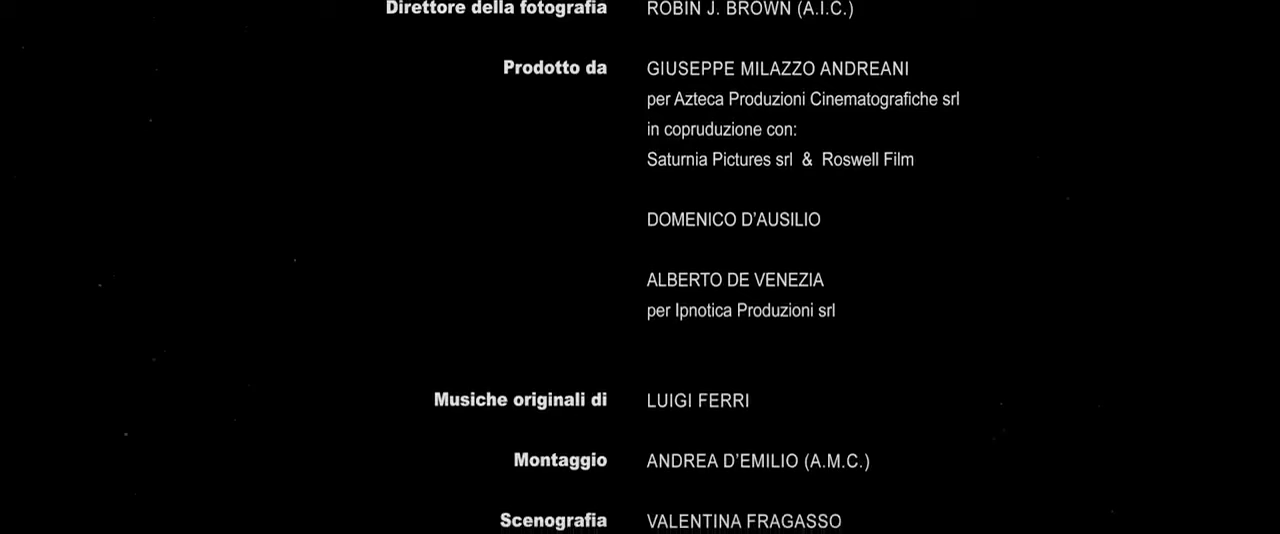 Direttore della fotografia ROBIN J. BROWN (A.I.C.)
Prodotto da GIUSEPPE MILAZZO ANDREANI
per Azteca Produzioni Cinematografiche srl
in copruduzione con:
Saturnia Pictures srl & Roswell Film
DOMENICO D'AUSILIO
ALBERTO DE VENEZIA
per Ipnotica Produzioni srl
Musiche originali di LUIGI FERRI
Montaggio ANDREA D'EMILIO (A.M.C.)
Scenografia VALENTINA FRAGASSO